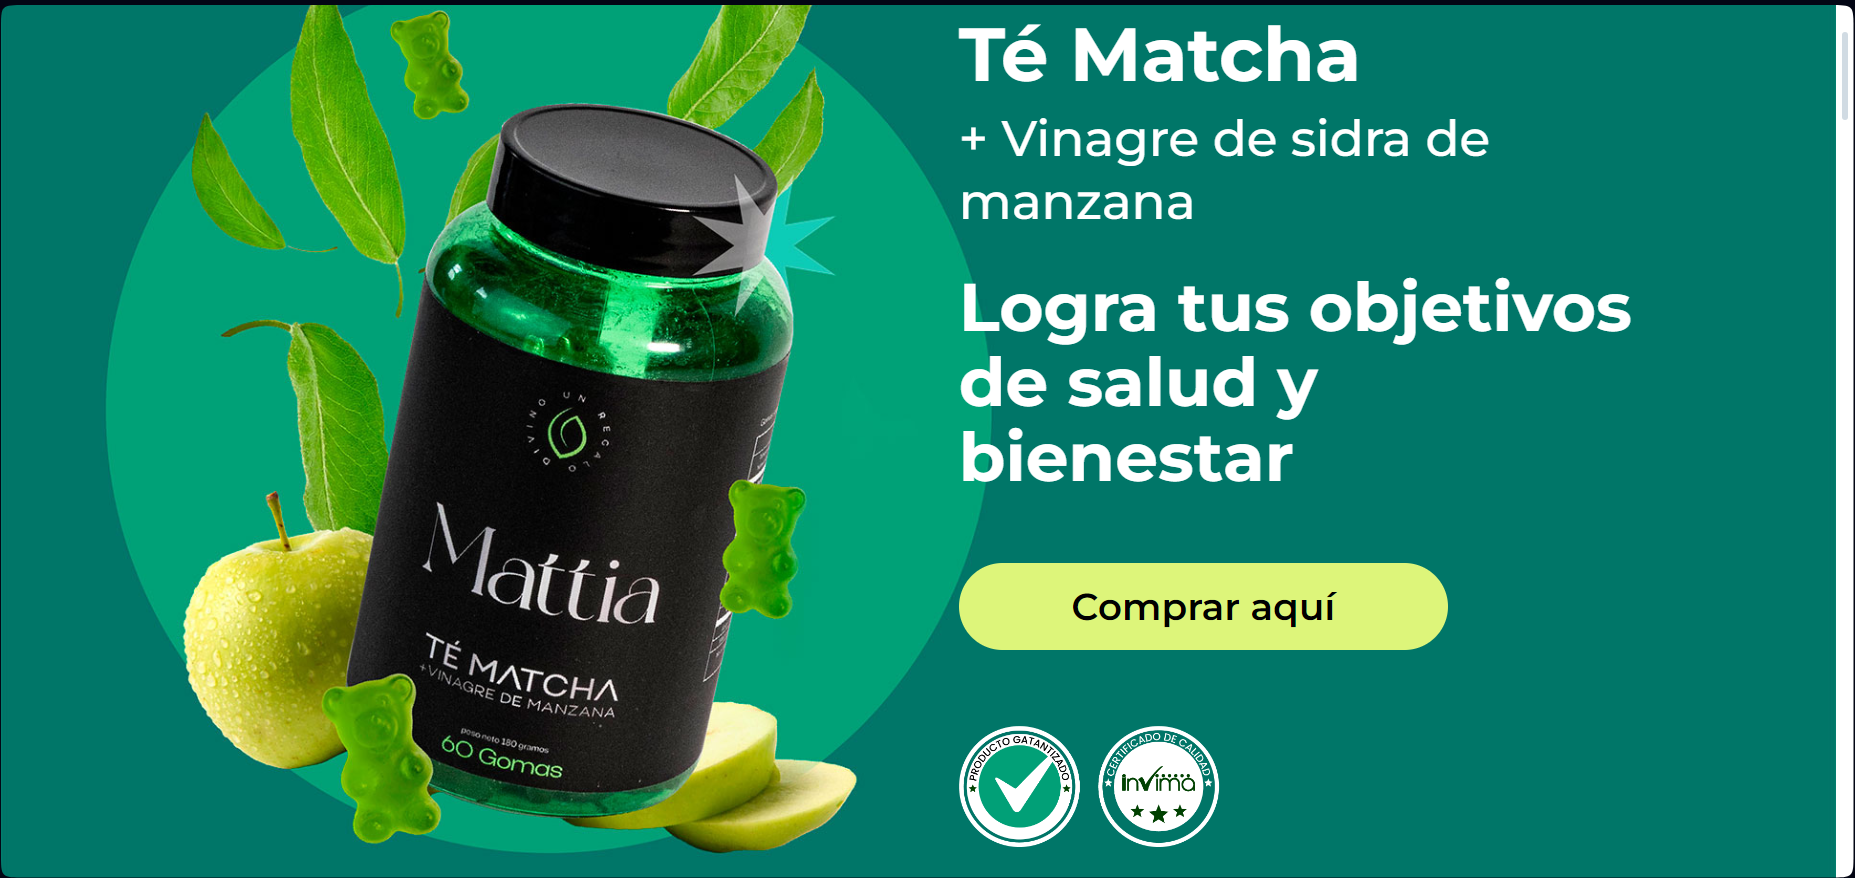 Té Matcha
+ Vinagre de sidra de
manzana
Logra tus objetivos
de salud y
bienestar
Comprar aquí
PRODUCTO GATANTIZADO
CERTIFICADO DE CALIDAD
invima
UN REGALO DIVINO
Mattia
TÉ MATCHA
+VINAGRE DE MANZANA
peso neto 180 gramos
60 Gomas